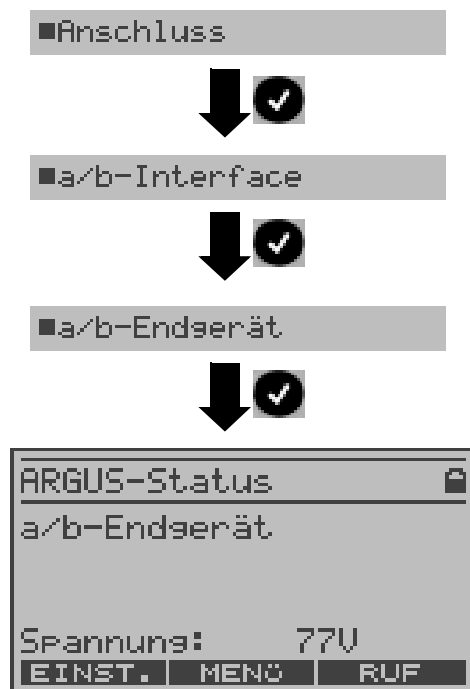 ■Anschluss
■a/b-Interface
■a/b-Endgerät
ARGUS-Status
a/b-Endgerät
Spannung: 77V
EINST. MENÜ RUF